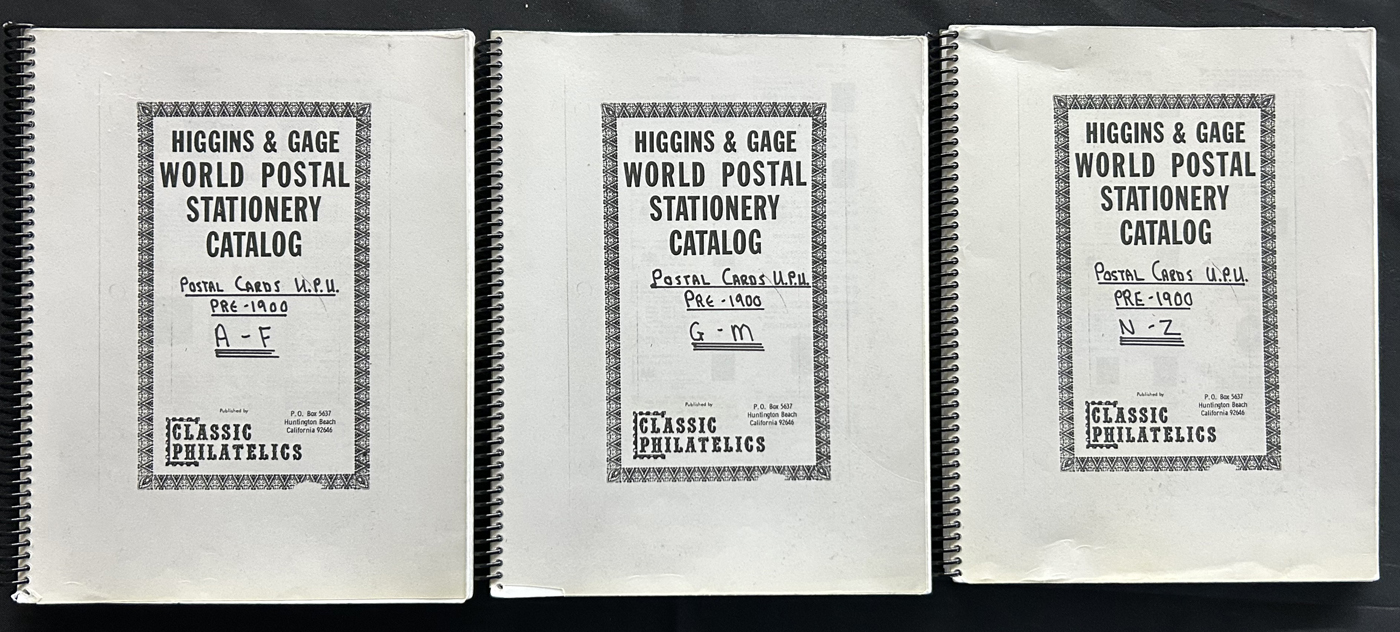 HIGGINS & GAGE
WORLD POSTAL
STATIONERY
CATALOG
POSTAL CARDS U.P.U.
PRE-1900
A-F
Published by
P.O. Box 5637
Huntington Beach
California 92646
CLASSIC
PHILATELICS
HIGGINS & GAGE
WORLD POSTAL
STATIONERY
CATALOG
POSTAL CARDS U.P.U.
PRE-1900
G-M
Published by
P.O. Box 5637
Huntington Beach
California 92646
CLASSIC
PHILATELICS
HIGGINS & GAGE
WORLD POSTAL
STATIONERY
CATALOG
POSTAL CARDS U.P.U.
PRE-1900
N-Z
Published by
P.O. Box 5637
Huntington Beach
California 92646
CLASSIC
PHILATELICS